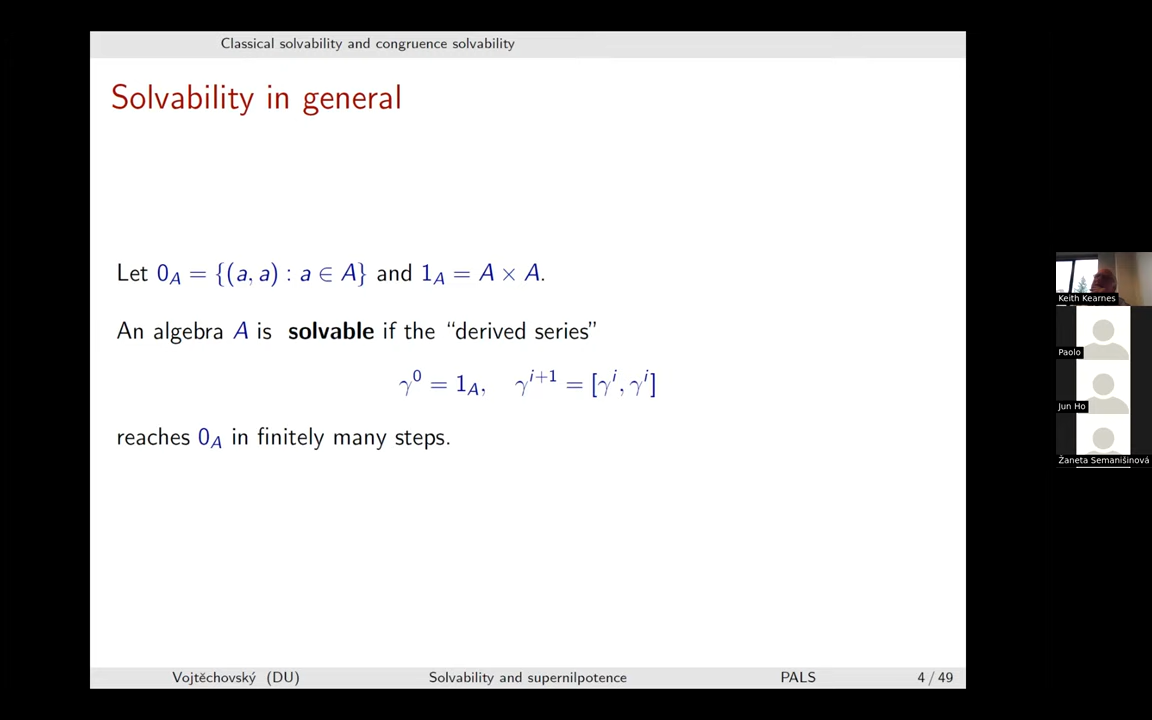 Classical solvability and congruence solvability
Solvability in general
Let 0_A = {(a, a) : a ∈ A} and 1_A = A × A.
An algebra A is solvable if the “derived series”
γ^0 = 1_A, γ^{i+1} = [γ^i, γ^i]
reaches 0_A in finitely many steps.
Vojtěchovský (DU) Solvability and supernilpotence PALS 4 / 49
Keith Kearnes
Paolo
Jun Ho
Žaneta Semanišinová